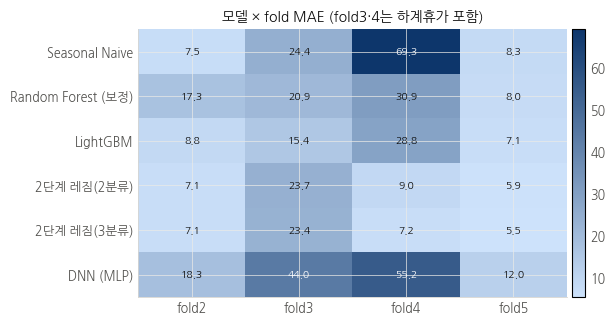 모델 × fold MAE (fold3·4는 하계휴가 포함)
Seasonal Naive 7.5 24.4 69.3 8.3
Random Forest (보정) 17.3 20.9 30.9 8.0
LightGBM 8.8 15.4 28.8 7.1
2단계 레짐(2분류) 7.1 23.7 9.0 5.9
2단계 레짐(3분류) 7.1 23.4 7.2 5.5
DNN (MLP) 18.3 44.0 55.2 12.0
fold2 fold3 fold4 fold5
60
50
40
30
20
10